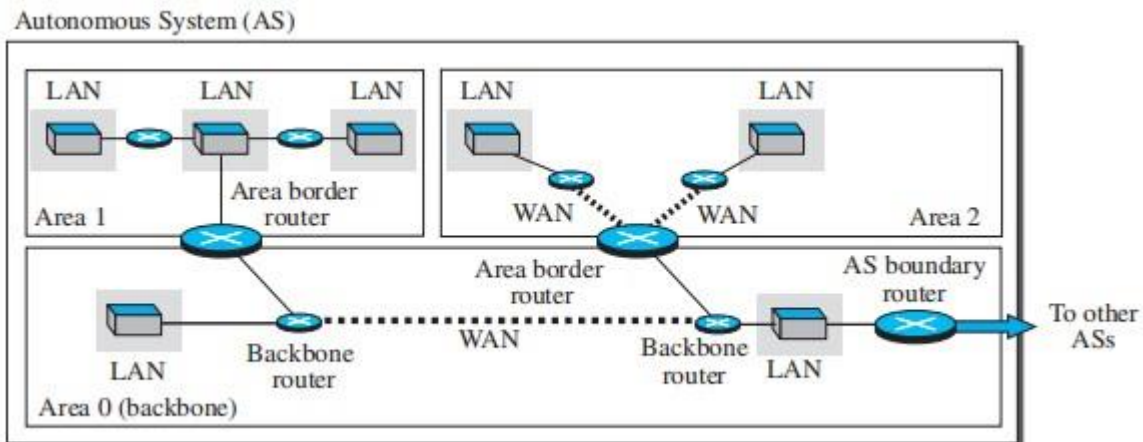 Autonomous System (AS)
LAN
LAN
LAN
LAN
LAN
Area border
router
Area 1
WAN
WAN
Area 2
Area border
router
AS boundary
router
To other
ASs
WAN
LAN
Backbone
router
Backbone
router
LAN
Area 0 (backbone)